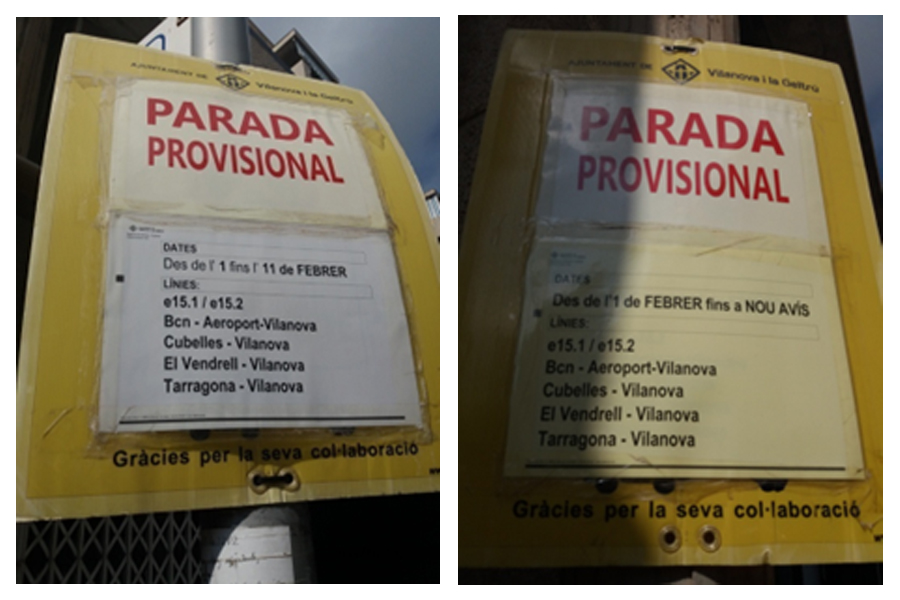 AJUNTAMENT DE Vilanova i la Geltrú
PARADA
PROVISIONAL
DATES
Des de l' 1 fins l' 11 de FEBRER
LÍNIES:
e15.1 / e15.2
Bcn - Aeroport-Vilanova
Cubelles - Vilanova
El Vendrell - Vilanova
Tarragona - Vilanova
Gràcies per la seva col·laboració
AJUNTAMENT DE Vilanova i la Geltrú
PARADA
PROVISIONAL
DATES
Des de l'1 de FEBRER fins a NOU AVÍS
LÍNIES:
e15.1 / e15.2
Bcn - Aeroport-Vilanova
Cubelles - Vilanova
El Vendrell - Vilanova
Tarragona - Vilanova
Gràcies per la seva col·laboració